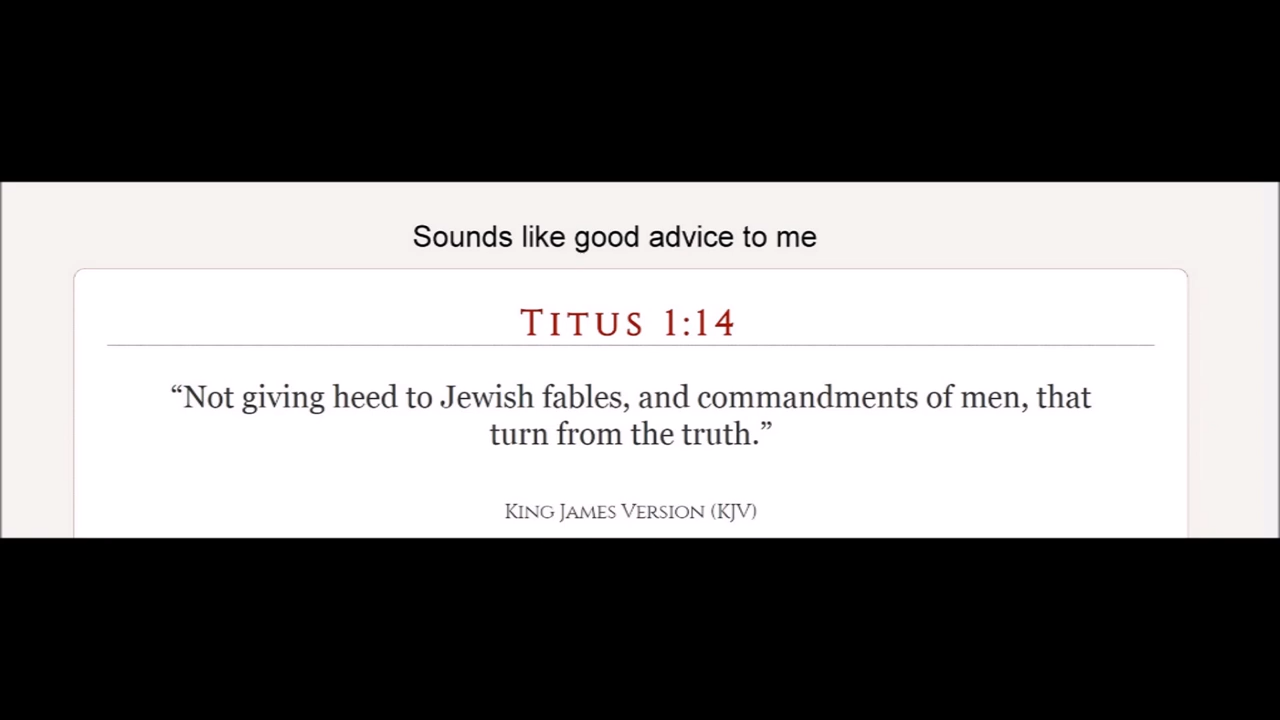 Sounds like good advice to me
Titus 1:14
“Not giving heed to Jewish fables, and commandments of men, that
turn from the truth.”
King James Version (KJV)